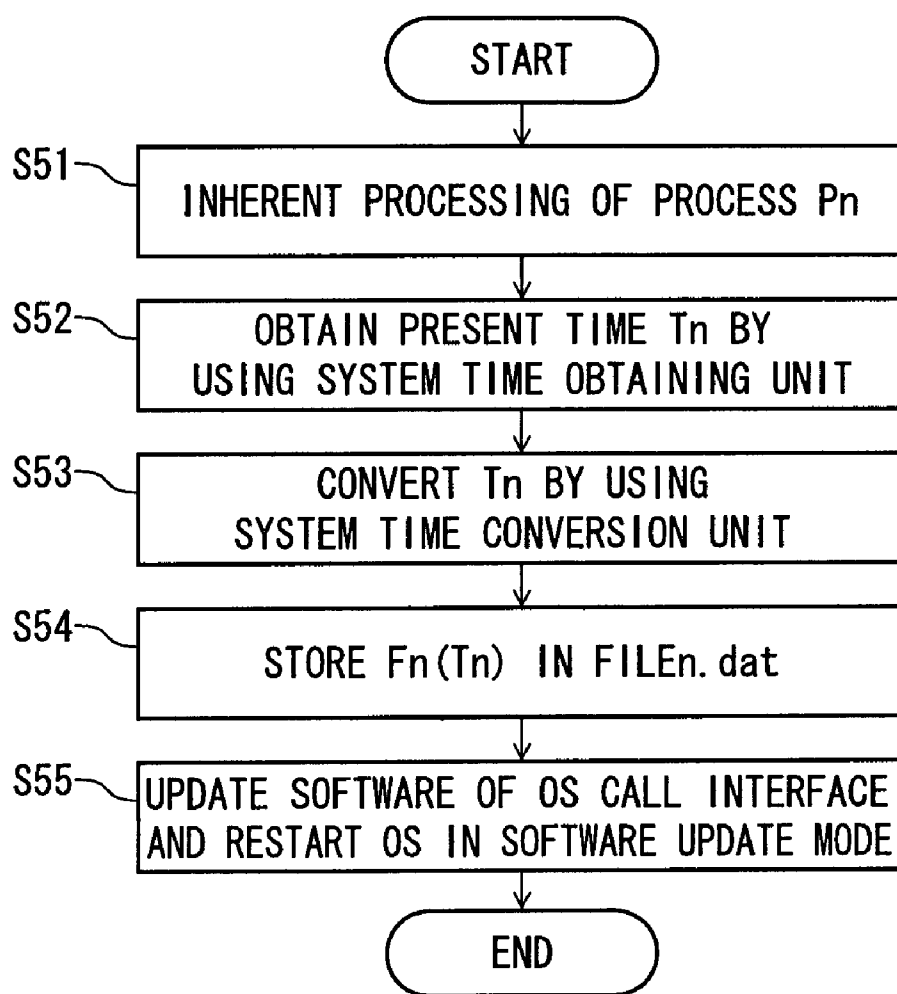 START
S51
INHERENT PROCESSING OF PROCESS Pn
S52
OBTAIN PRESENT TIME Tn BY
USING SYSTEM TIME OBTAINING UNIT
S53
CONVERT Tn BY USING
SYSTEM TIME CONVERSION UNIT
S54
STORE Fn(Tn) IN FILEn.dat
S55
UPDATE SOFTWARE OF OS CALL INTERFACE
AND RESTART OS IN SOFTWARE UPDATE MODE
END